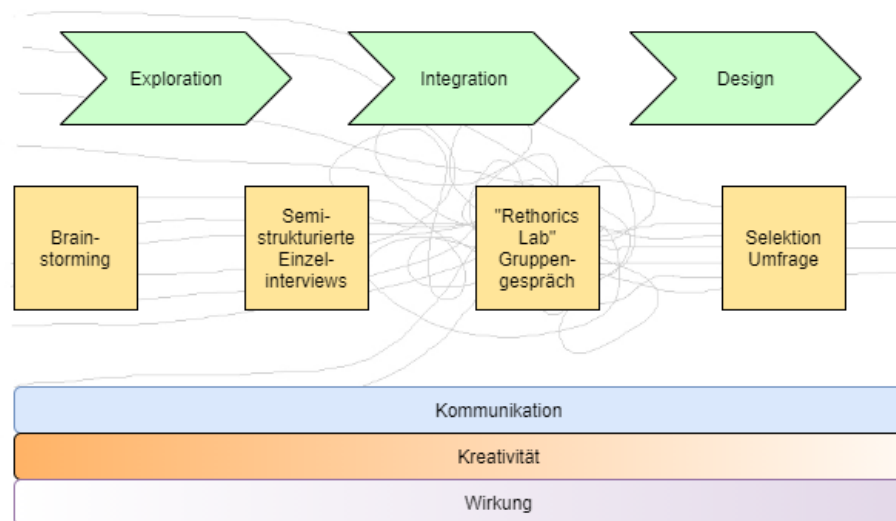 Exploration
Integration
Design
Brain-
storming
Semi-
strukturierte
Einzel-
interviews
"Rethorics
Lab"
Gruppen-
gespräch
Selektion
Umfrage
Kommunikation
Kreativität
Wirkung